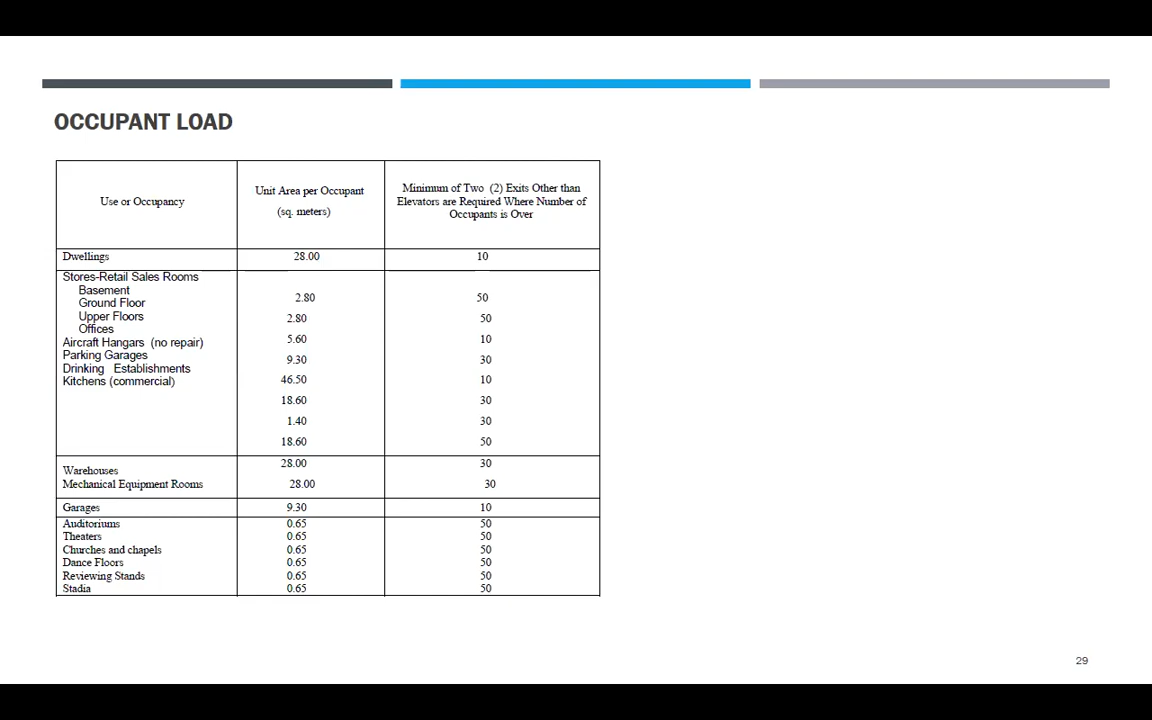 OCCUPANT LOAD
Use or Occupancy
Unit Area per Occupant
(sq. meters)
Minimum of Two (2) Exits Other than
Elevators are Required Where Number of
Occupants is Over
Dwellings 28.00 10
Stores-Retail Sales Rooms
Basement
Ground Floor
Upper Floors
Offices
Aircraft Hangars (no repair)
Parking Garages
Drinking Establishments
Kitchens (commercial)
2.80 50
2.80 50
5.60 10
9.30 30
46.50 10
18.60 30
1.40 30
18.60 50
Warehouses 28.00 30
Mechanical Equipment Rooms 28.00 30
Garages 9.30 10
Auditoriums 0.65 50
Theaters 0.65 50
Churches and chapels 0.65 50
Dance Floors 0.65 50
Reviewing Stands 0.65 50
Stadia 0.65 50
29